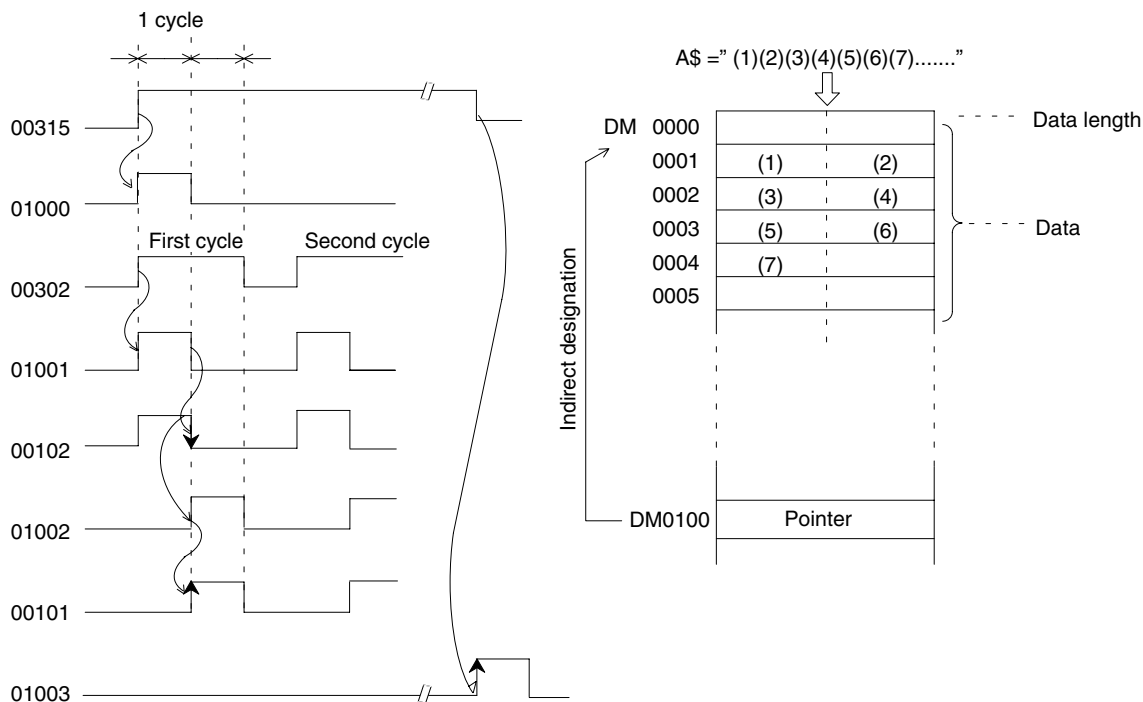 1 cycle
00315
01000
First cycle
Second cycle
00302
01001
00102
01002
00101
01003
A$ =” (1)(2)(3)(4)(5)(6)(7).......”
DM 0000
Data length
0001 (1) (2)
0002 (3) (4)
0003 (5) (6)
Data
0004 (7)
0005
Indirect designation
DM0100 Pointer